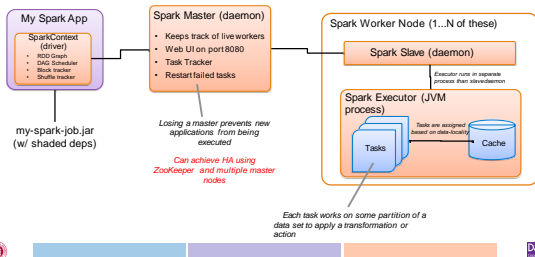 My Spark App
SparkContext
(driver)
• RDD Graph
• DAG Scheduler
• Block tracker
• Shuffle tracker
my-spark-job.jar
(w/ shaded deps)
Spark Master (daemon)
• Keeps track of live workers
• Web UI on port 8080
• Task Tracker
• Restart failed tasks
Losing a master prevents new
applications from being
executed
Can achieve HA using
ZooKeeper and multiple master
nodes
Spark Worker Node (1...N of these)
Spark Slave (daemon)
Executor runs in separate
process than slave daemon
Spark Executor (JVM
process)
Tasks are assigned
based on data-locality
Tasks
Cache
Each task works on some partition of a
data set to apply a transformation or
action